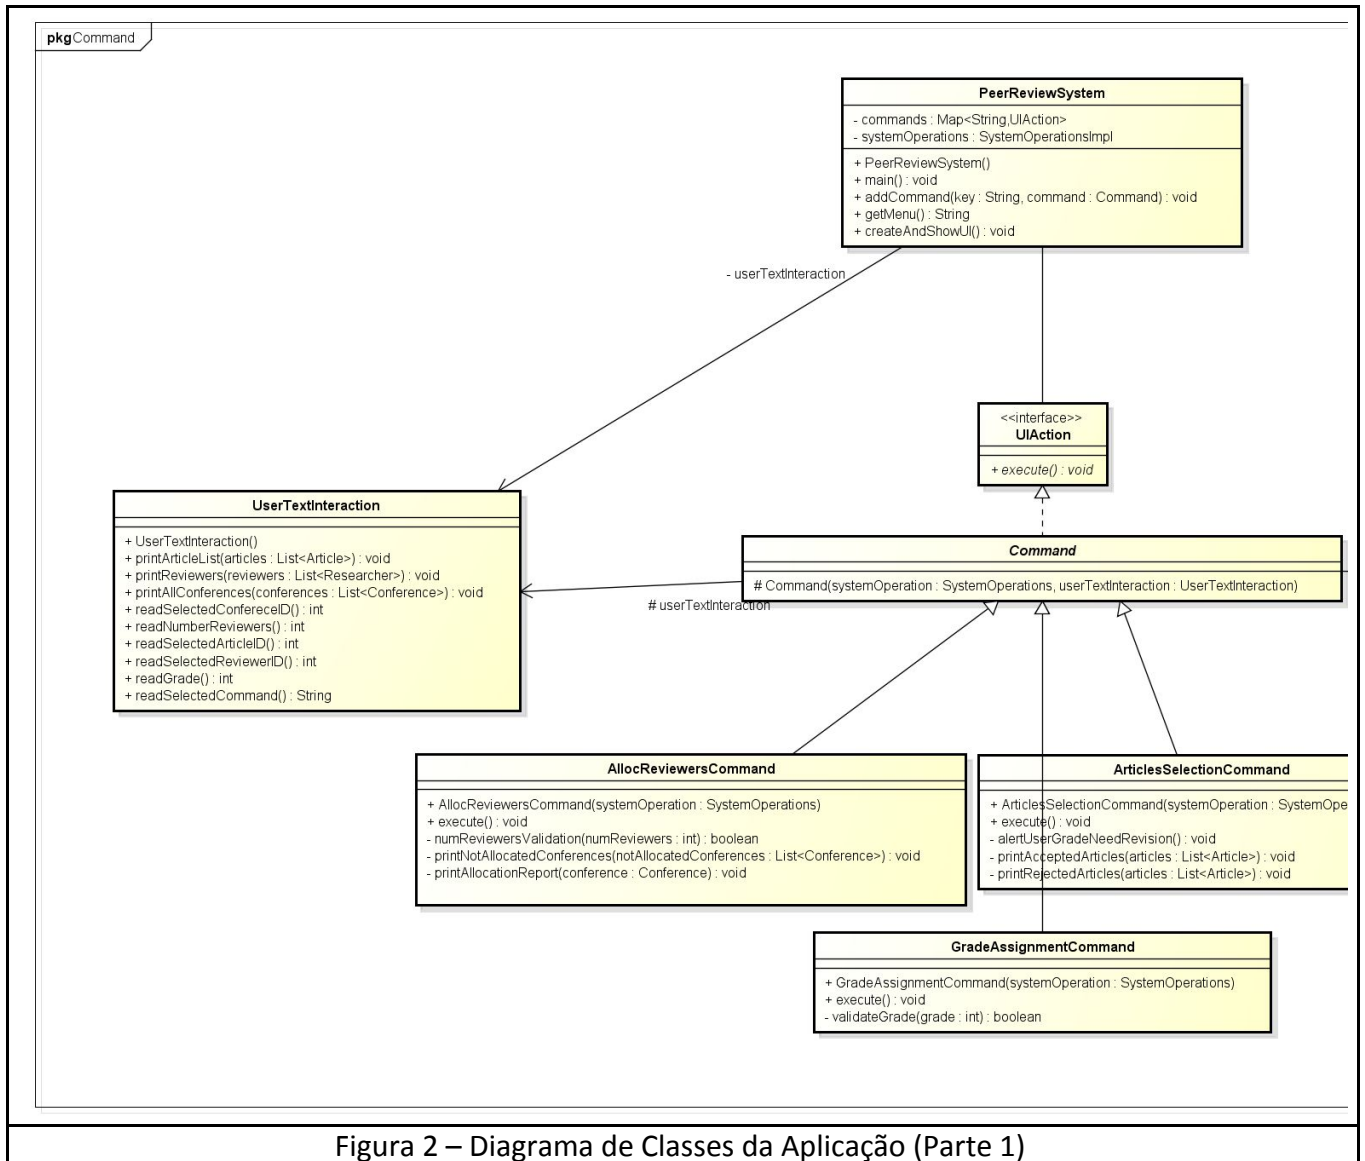 pkgCommand
PeerReviewSystem
- commands : Map<String,UIAction>
- systemOperations : SystemOperationsImpl
+ PeerReviewSystem()
+ main() : void
+ addCommand(key : String, command : Command) : void
+ getMenu() : String
+ createAndShowUI() : void
- userTextInteraction
<<interface>>
UIAction
+ execute() : void
UserTextInteraction
+ UserTextInteraction()
+ printArticleList(articles : List<Article>) : void
+ printReviewers(reviewers : List<Researcher>) : void
+ printAllConferences(conferences : List<Conference>) : void
+ readSelectedConfereceID() : int
+ readNumberReviewers() : int
+ readSelectedArticleID() : int
+ readSelectedReviewerID() : int
+ readGrade() : int
+ readSelectedCommand() : String
Command
# Command(systemOperation : SystemOperations, userTextInteraction : UserTextInteraction)
# userTextInteraction
AllocReviewersCommand
+ AllocReviewersCommand(systemOperation : SystemOperations)
+ execute() : void
- numReviewersValidation(numReviewers : int) : boolean
- printNotAllocatedConferences(notAllocatedConferences : List<Conference>) : void
- printAllocationReport(conference : Conference) : void
ArticlesSelectionCommand
+ ArticlesSelectionCommand(systemOperation : SystemOpe
+ execute() : void
- alertUserGradeNeedRevision() : void
- printAcceptedArticles(articles : List<Article>) : void
- printRejectedArticles(articles : List<Article>) : void
GradeAssignmentCommand
+ GradeAssignmentCommand(systemOperation : SystemOperations)
+ execute() : void
- validateGrade(grade : int) : boolean
Figura 2 – Diagrama de Classes da Aplicação (Parte 1)